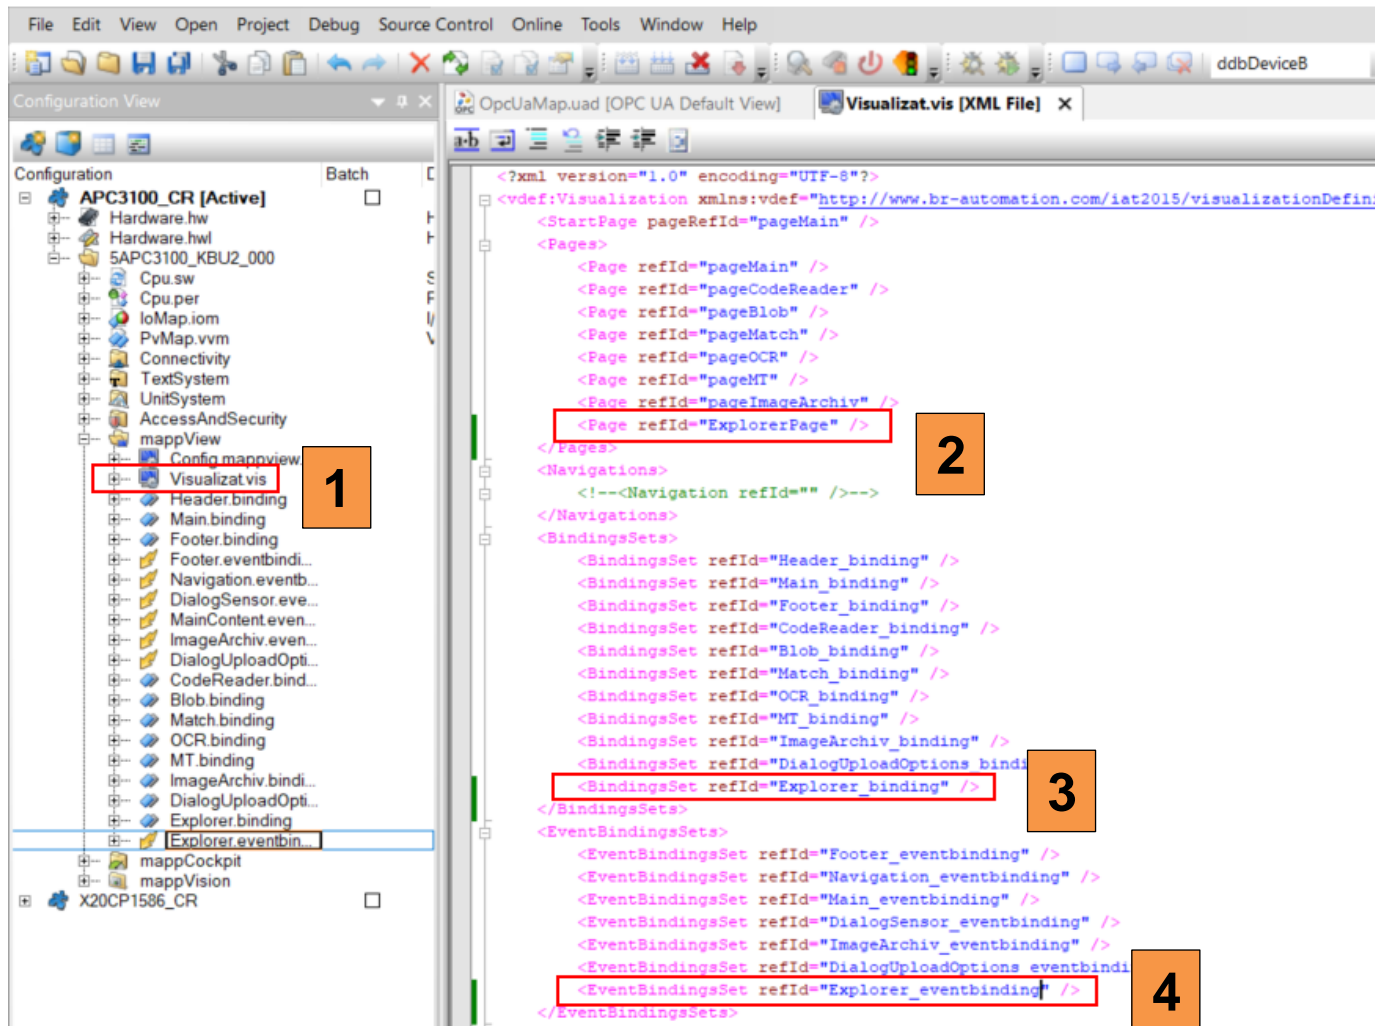 File Edit View Open Project Debug Source Control Online Tools Window Help
ddbDeviceB
Configuration View
OpcUaMap.uad [OPC UA Default View]
Visualizat.vis [XML File]
Configuration Batch
APC3100_CR [Active]
Hardware.hw
Hardware.hwl
5APC3100_KBU2_000
Cpu.sw
Cpu.per
IoMap.iom
PvMap.vvm
Connectivity
TextSystem
UnitSystem
AccessAndSecurity
mappView
Config.mappview.
Visualizat.vis
Header.binding
Main.binding
Footer.binding
Footer.eventbindi...
Navigation.eventb...
DialogSensor.eve...
MainContent.even...
ImageArchiv.even...
DialogUploadOpti...
CodeReader.bind...
Blob.binding
Match.binding
OCR.binding
MT.binding
ImageArchiv.bindi...
DialogUploadOpti...
Explorer.binding
Explorer.eventbin...
mappCockpit
mappVision
X20CP1586_CR
1
<?xml version="1.0" encoding="UTF-8"?>
<vdef:Visualization xmlns:vdef="http://www.br-automation.com/iat2015/visualizationDefini
<StartPage pageRefId="pageMain" />
<Pages>
<Page refId="pageMain" />
<Page refId="pageCodeReader" />
<Page refId="pageBlob" />
<Page refId="pageMatch" />
<Page refId="pageOCR" />
<Page refId="pageMT" />
<Page refId="pageImageArchiv" />
<Page refId="ExplorerPage" />
</Pages>
2
<Navigations>
<!--<Navigation refId="" />-->
</Navigations>
<BindingsSets>
<BindingsSet refId="Header_binding" />
<BindingsSet refId="Main_binding" />
<BindingsSet refId="Footer_binding" />
<BindingsSet refId="CodeReader_binding" />
<BindingsSet refId="Blob_binding" />
<BindingsSet refId="Match_binding" />
<BindingsSet refId="OCR_binding" />
<BindingsSet refId="MT_binding" />
<BindingsSet refId="ImageArchiv_binding" />
<BindingsSet refId="DialogUploadOptions_bindi
<BindingsSet refId="Explorer_binding" />
3
</BindingsSets>
<EventBindingsSets>
<EventBindingsSet refId="Footer_eventbinding" />
<EventBindingsSet refId="Navigation_eventbinding" />
<EventBindingsSet refId="Main_eventbinding" />
<EventBindingsSet refId="DialogSensor_eventbinding" />
<EventBindingsSet refId="ImageArchiv_eventbinding" />
<EventBindingsSet refId="DialogUploadOptions_eventbindi
<EventBindingsSet refId="Explorer_eventbinding" />
4
</EventBindingsSets>